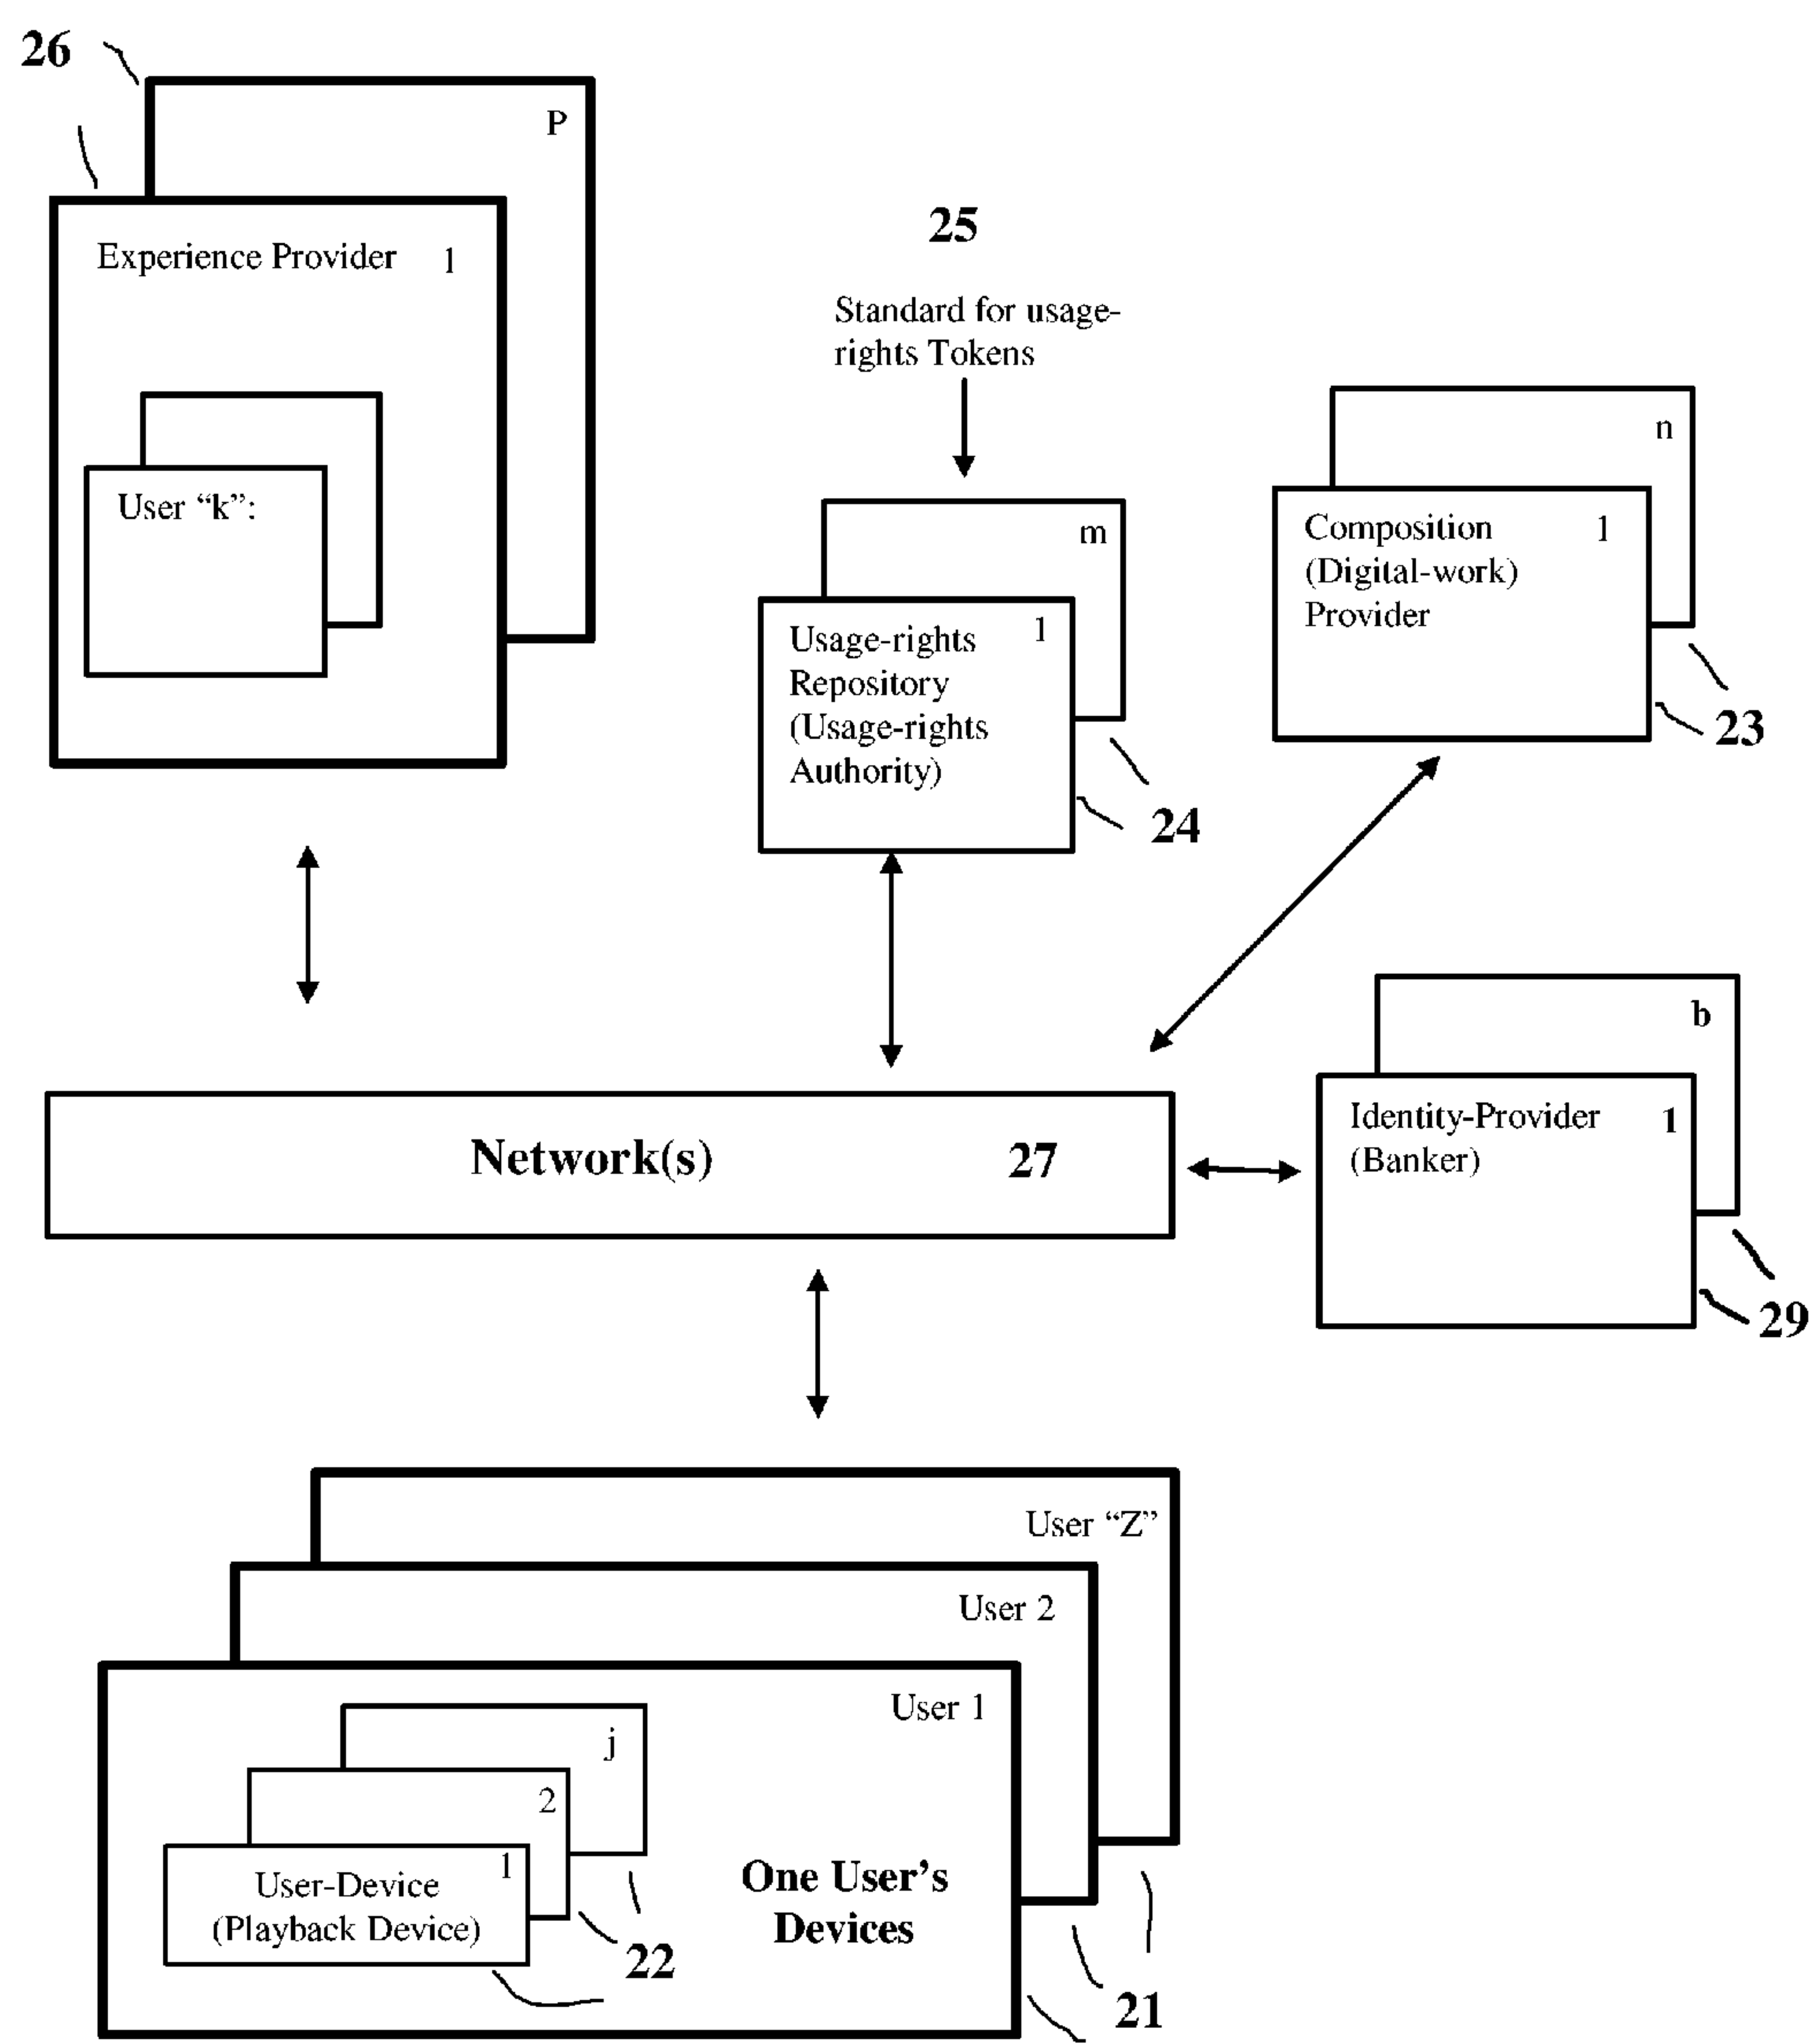 26
P
Experience Provider 1
User “k”:
25
Standard for usage-
rights Tokens
m
1
Usage-rights
Repository
(Usage-rights
Authority)
24
n
Composition 1
(Digital-work)
Provider
23
b
Identity-Provider 1
(Banker)
29
Network(s) 27
User “Z”
User 2
User 1
j
2
1
User-Device
(Playback Device)
22
One User’s
Devices
21